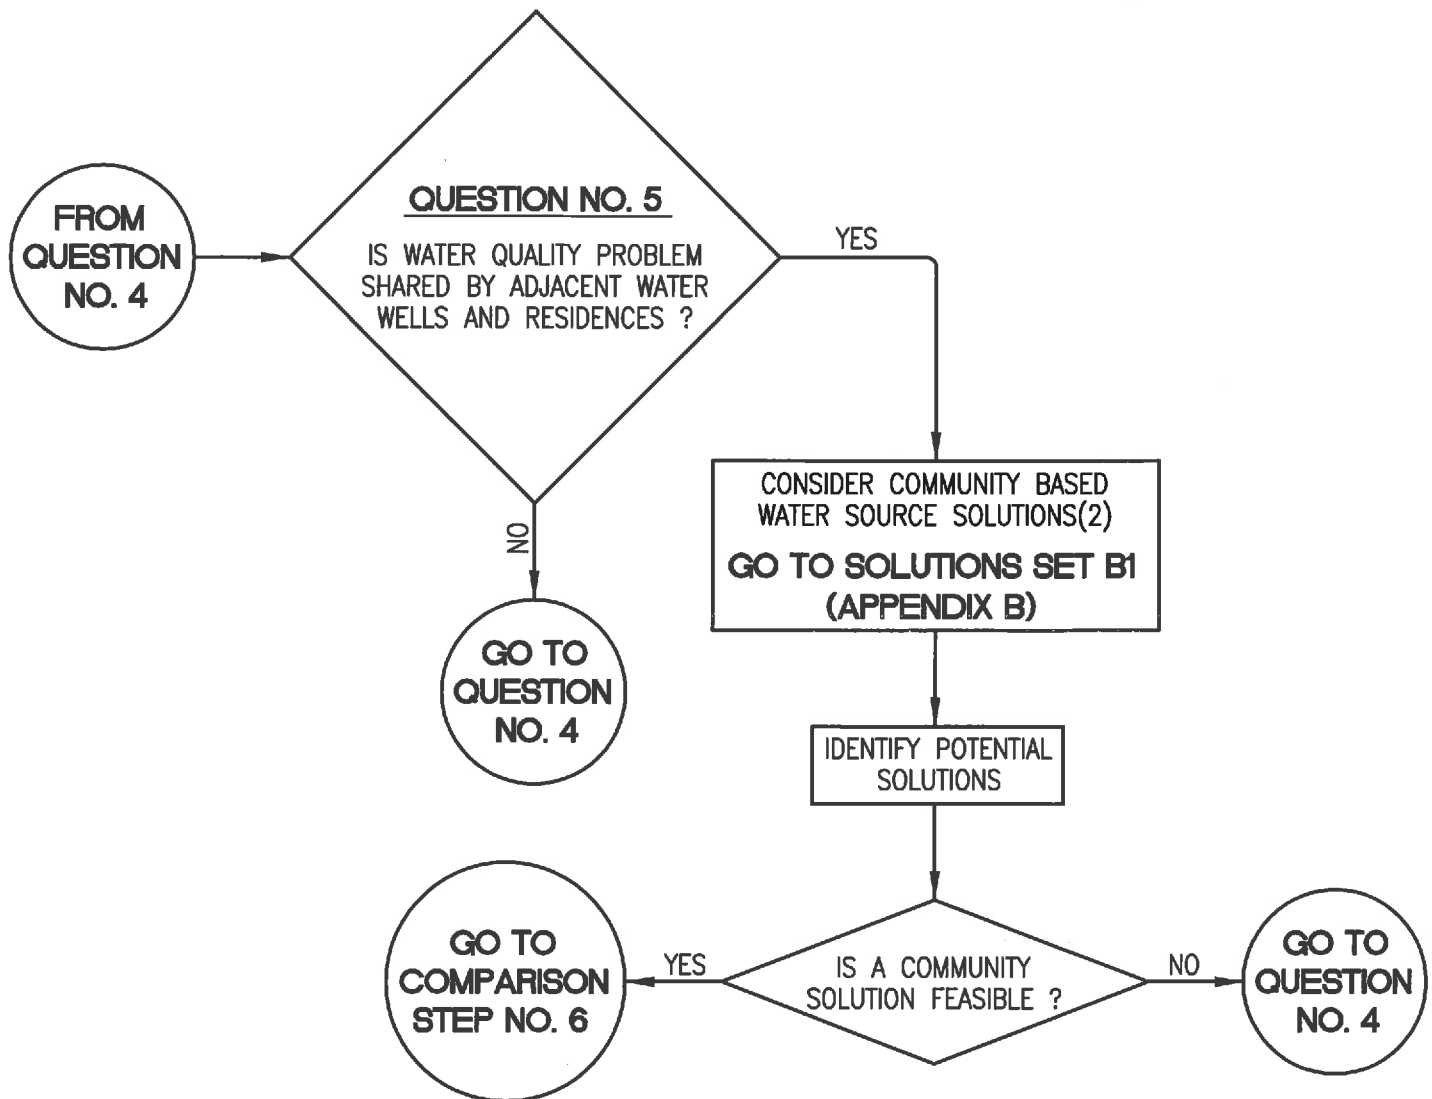 FROM
QUESTION
NO. 4
QUESTION NO. 5
IS WATER QUALITY PROBLEM
SHARED BY ADJACENT WATER
WELLS AND RESIDENCES ?
YES
NO
GO TO
QUESTION
NO. 4
CONSIDER COMMUNITY BASED
WATER SOURCE SOLUTIONS(2)
GO TO SOLUTIONS SET B1
(APPENDIX B)
IDENTIFY POTENTIAL
SOLUTIONS
IS A COMMUNITY
SOLUTION FEASIBLE ?
YES
GO TO
COMPARISON
STEP NO. 6
NO
GO TO
QUESTION
NO. 4